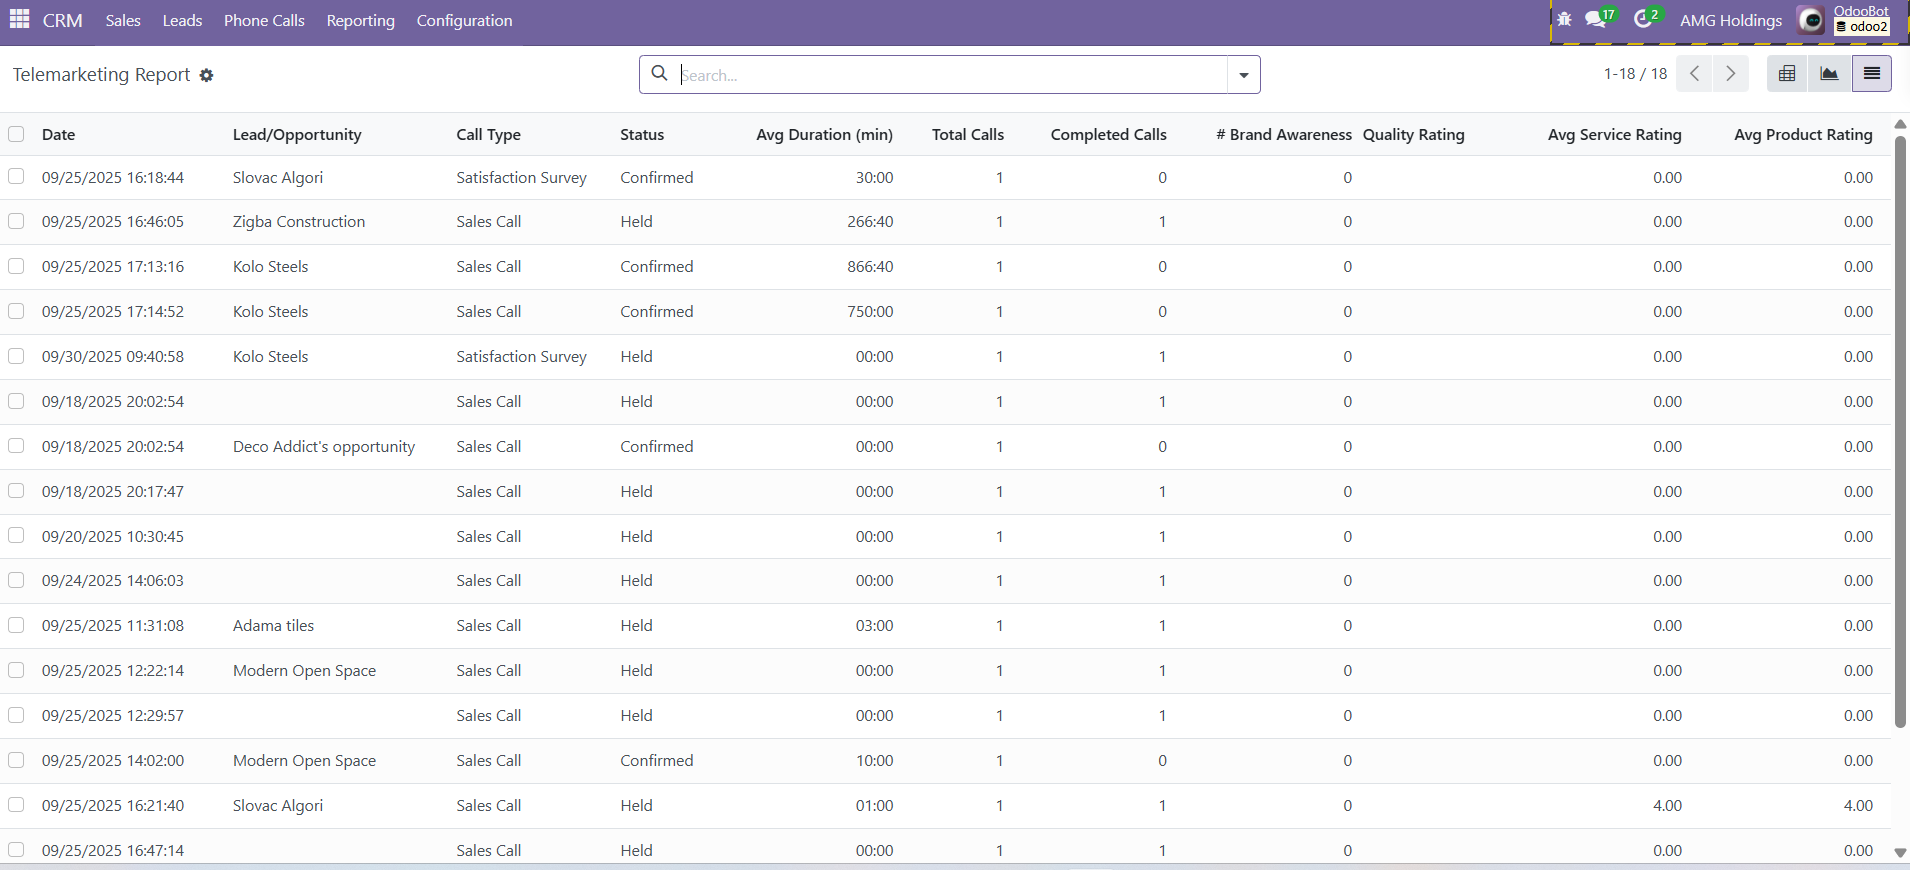 CRM Sales Leads Phone Calls Reporting Configuration 17 2 AMG Holdings OdooBot
odoo2
Telemarketing Report Search... 1-18 / 18
Date Lead/Opportunity Call Type Status Avg Duration (min) Total Calls Completed Calls # Brand Awareness Quality Rating Avg Service Rating Avg Product Rating
09/25/2025 16:18:44 Slovac Algori Satisfaction Survey Confirmed 30:00 1 0 0 0.00 0.00
09/25/2025 16:46:05 Zigba Construction Sales Call Held 266:40 1 1 0 0.00 0.00
09/25/2025 17:13:16 Kolo Steels Sales Call Confirmed 866:40 1 0 0 0.00 0.00
09/25/2025 17:14:52 Kolo Steels Sales Call Confirmed 750:00 1 0 0 0.00 0.00
09/30/2025 09:40:58 Kolo Steels Satisfaction Survey Held 00:00 1 1 0 0.00 0.00
09/18/2025 20:02:54 Sales Call Held 00:00 1 1 0 0.00 0.00
09/18/2025 20:02:54 Deco Addict's opportunity Sales Call Confirmed 00:00 1 0 0 0.00 0.00
09/18/2025 20:17:47 Sales Call Held 00:00 1 1 0 0.00 0.00
09/20/2025 10:30:45 Sales Call Held 00:00 1 1 0 0.00 0.00
09/24/2025 14:06:03 Sales Call Held 00:00 1 1 0 0.00 0.00
09/25/2025 11:31:08 Adama tiles Sales Call Held 03:00 1 1 0 0.00 0.00
09/25/2025 12:22:14 Modern Open Space Sales Call Held 00:00 1 1 0 0.00 0.00
09/25/2025 12:29:57 Sales Call Held 00:00 1 1 0 0.00 0.00
09/25/2025 14:02:00 Modern Open Space Sales Call Confirmed 10:00 1 0 0 0.00 0.00
09/25/2025 16:21:40 Slovac Algori Sales Call Held 01:00 1 1 0 4.00 4.00
09/25/2025 16:47:14 Sales Call Held 00:00 1 1 0 0.00 0.00